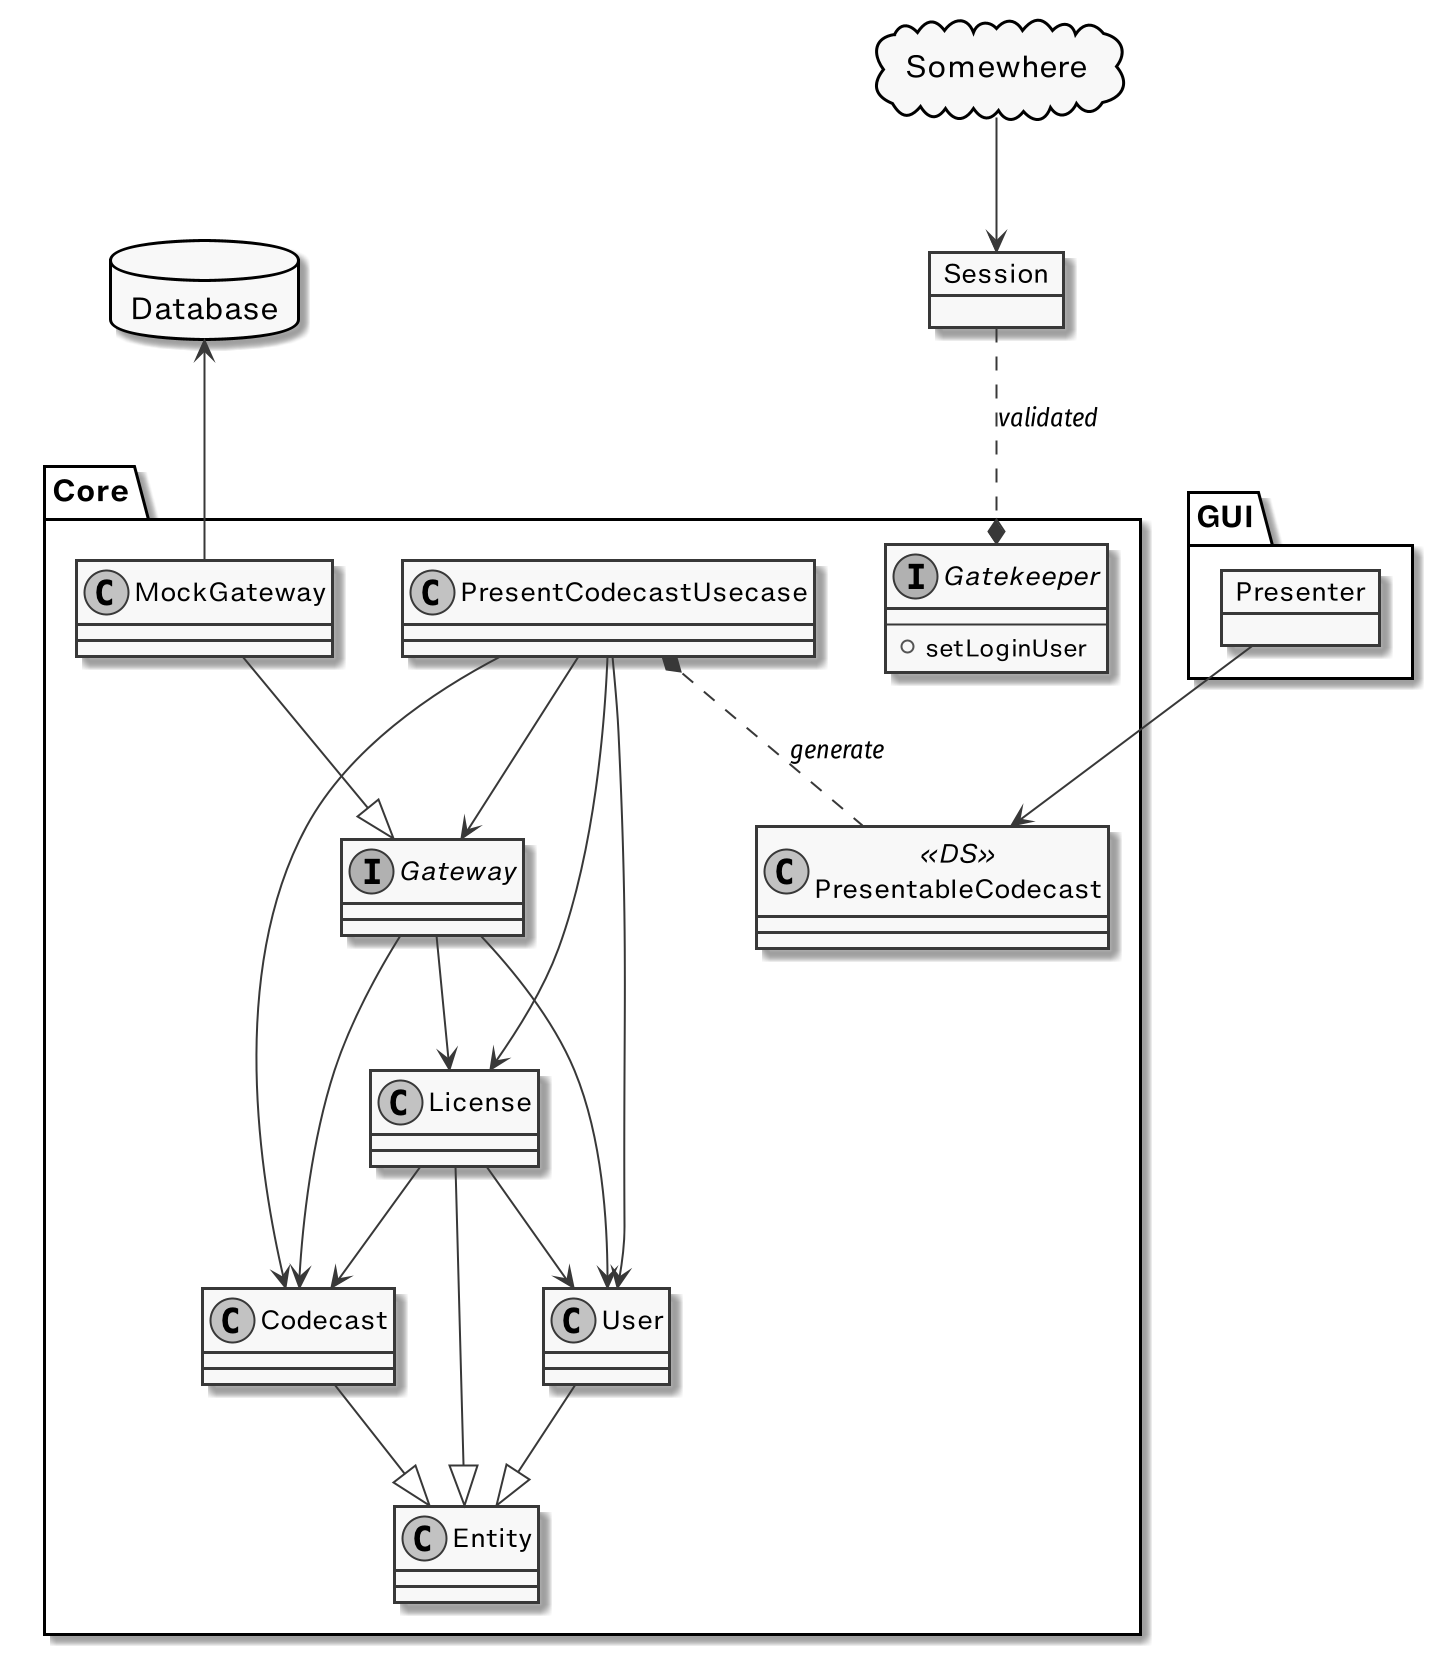 Somewhere
Session
Database
validated
Core
GUI
C MockGateway
C PresentCodecastUsecase
I Gatekeeper
setLoginUser
Presenter
generate
I Gateway
«DS»
C PresentableCodecast
C License
C Codecast
C User
C Entity